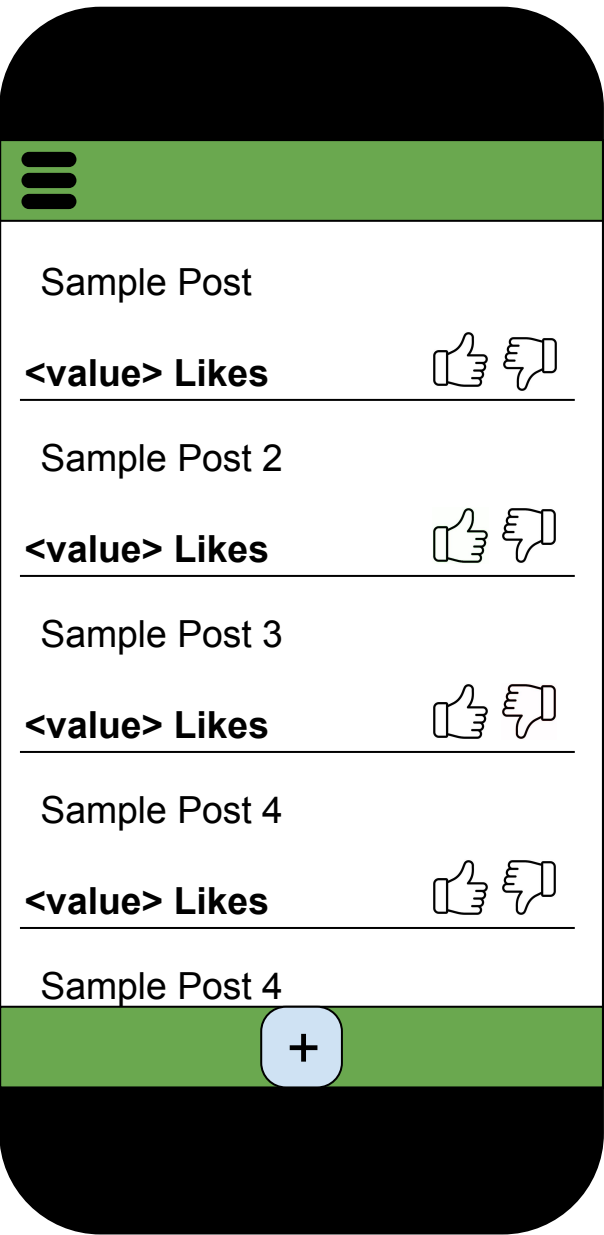 Sample Post
<value> Likes
Sample Post 2
<value> Likes
Sample Post 3
<value> Likes
Sample Post 4
<value> Likes
Sample Post 4
+